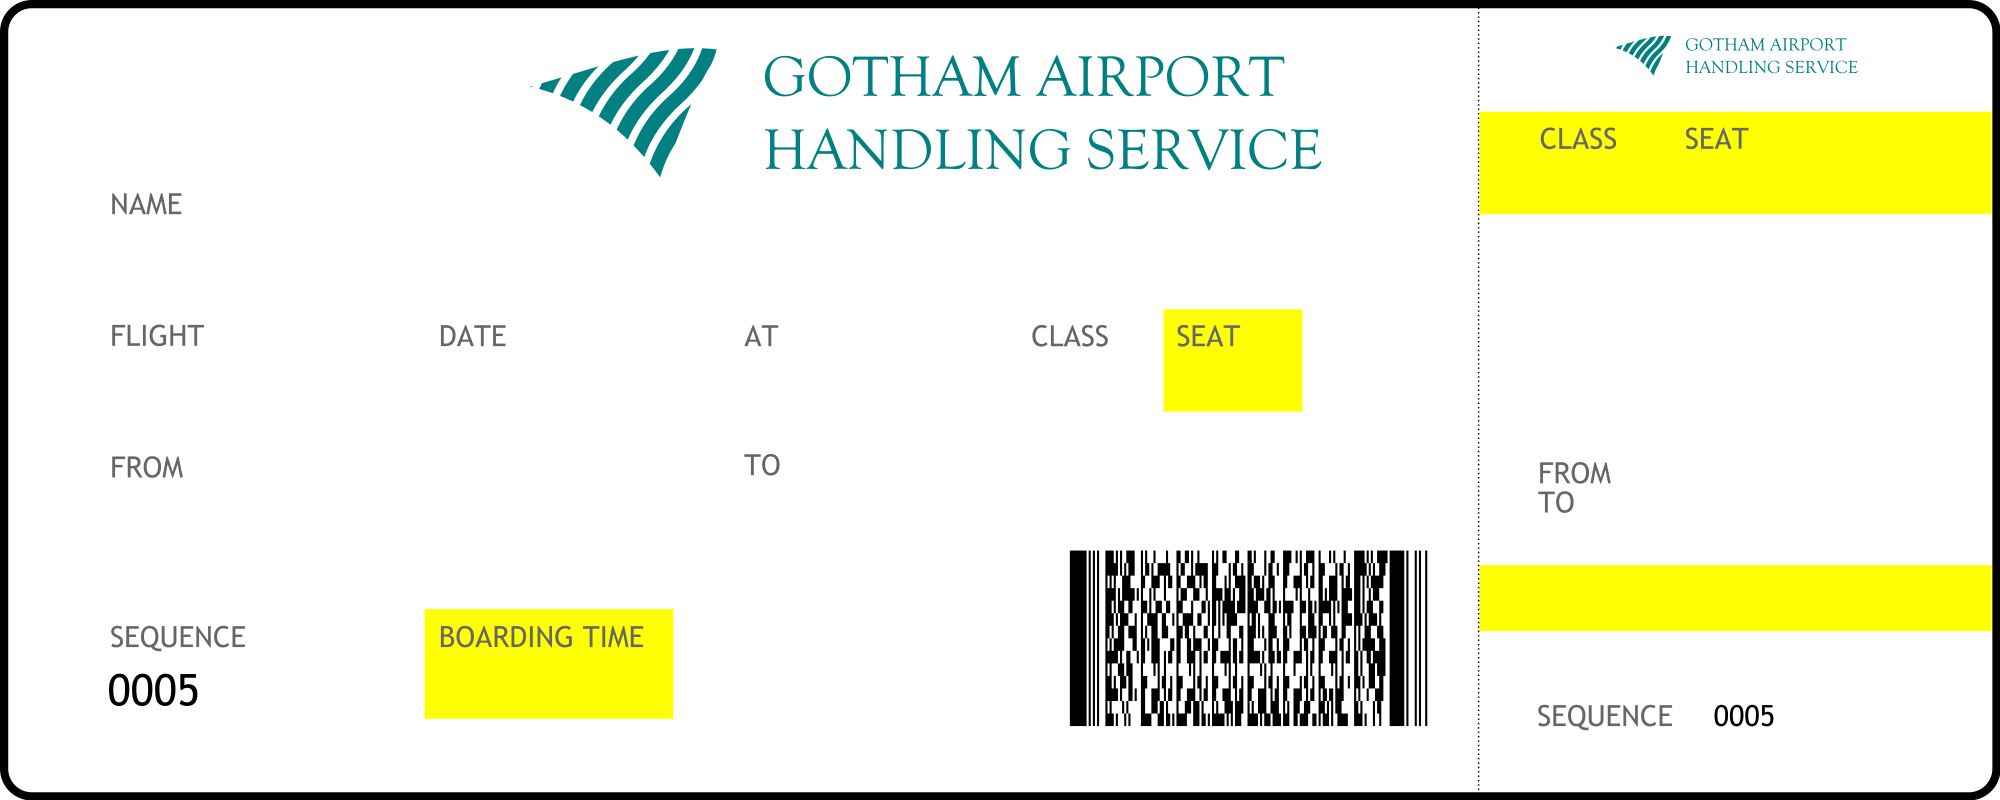 GOTHAM AIRPORT
HANDLING SERVICE
NAME
FLIGHT DATE AT CLASS SEAT
FROM TO
SEQUENCE BOARDING TIME
0005
GOTHAM AIRPORT
HANDLING SERVICE
CLASS SEAT
FROM
TO
SEQUENCE 0005